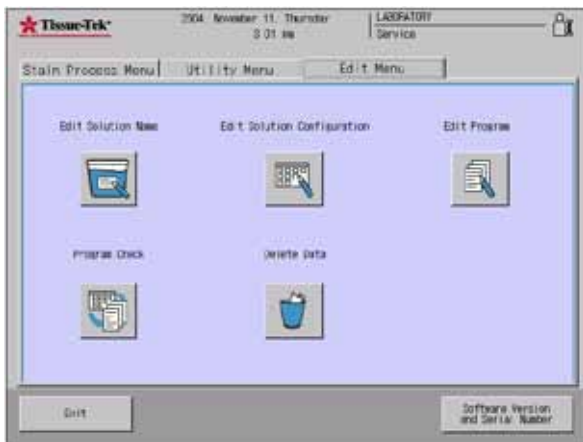 Tissue-Tek
2004 November 11. Thursday
LABORATORY
Service
Stain Process Menu
Utility Menu
Edit Menu
Edit Solution Name
Edit Solution Configuration
Edit Program
Program Check
Delete Data
Exit
Software Version
and Serial Number